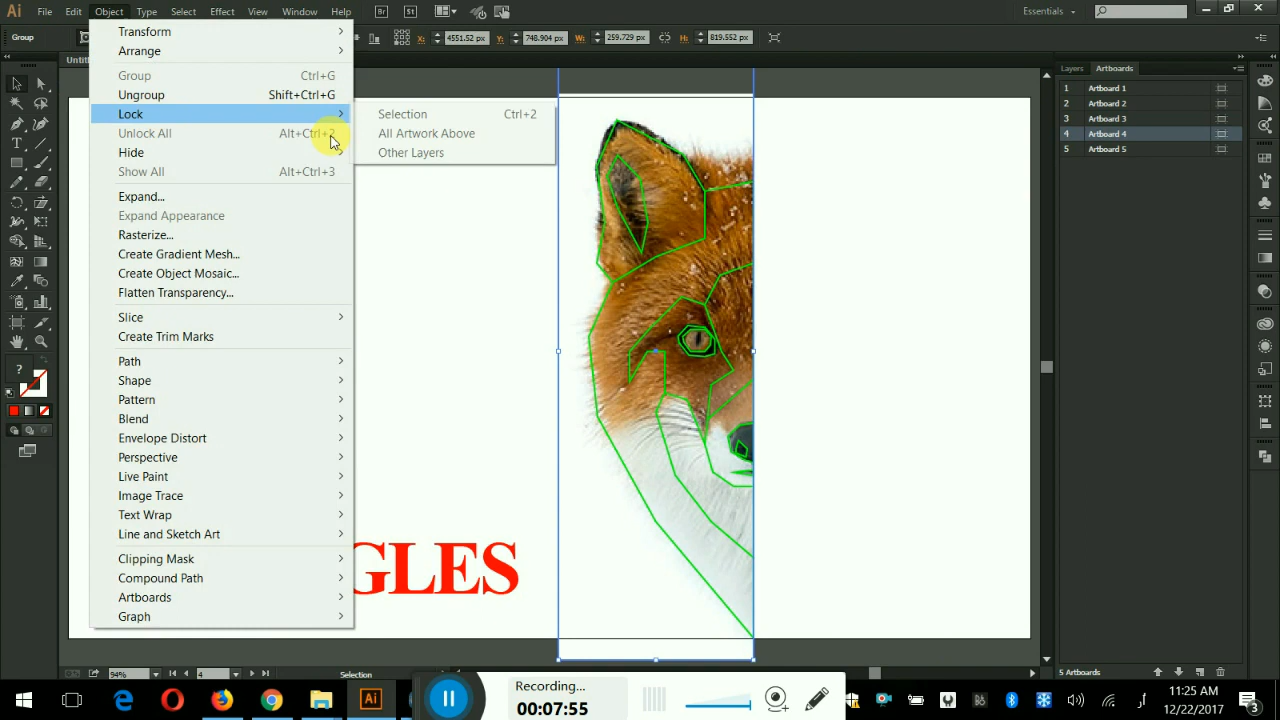 Ai File Edit Object Type Select Effect View Window Help Br St Essentials
Group X: 4551.52 px Y: 748.904 px W: 259.729 px H: 819.552 px
Transform
Arrange
Group Ctrl+G
Ungroup Shift+Ctrl+G
Lock
Unlock All Alt+Ctrl+2
Hide
Show All Alt+Ctrl+3
Expand...
Expand Appearance
Rasterize...
Create Gradient Mesh...
Create Object Mosaic...
Flatten Transparency...
Slice
Create Trim Marks
Path
Shape
Pattern
Blend
Envelope Distort
Perspective
Live Paint
Image Trace
Text Wrap
Line and Sketch Art
Clipping Mask
Compound Path
Artboards
Graph
Selection Ctrl+2
All Artwork Above
Other Layers
GLES
Layers Artboards
1 Artboard 1
2 Artboard 2
3 Artboard 3
4 Artboard 4
5 Artboard 5
94% 4 Selection
5 Artboards
Recording...
00:07:55
11:25 AM
12/22/2017